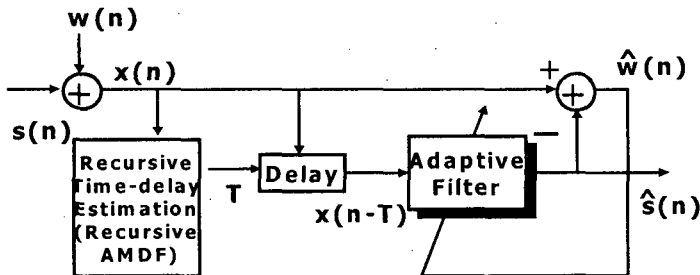 w(n)
+
x(n)
s(n)
+
+
ŵ(n)
−
Recursive
Time-delay
Estimation
(Recursive
AMDF)
T
Delay
x(n-T)
Adaptive
Filter
ŝ(n)